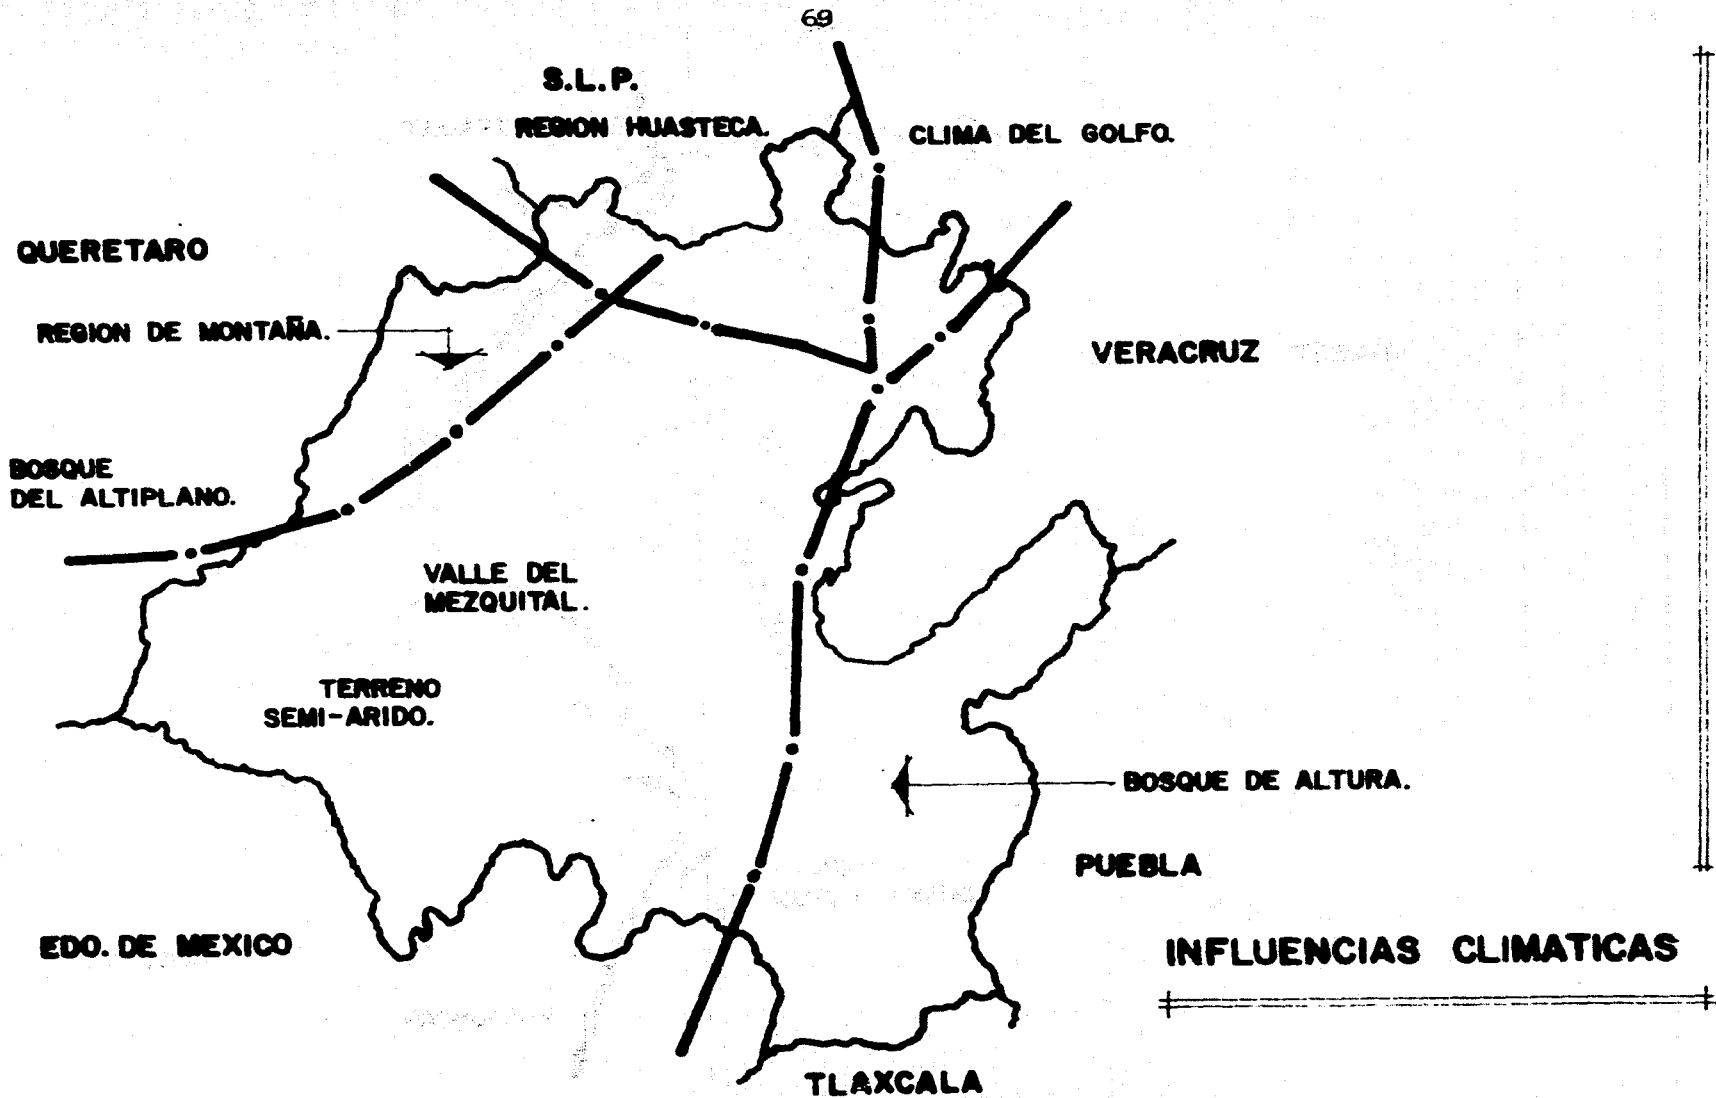 69
S.L.P.
REGION HUASTECA.
CLIMA DEL GOLFO.
QUERETARO
REGION DE MONTAÑA.
VERACRUZ
BOSQUE
DEL ALTIPLANO.
VALLE DEL
MEZQUITAL.
TERRENO
SEMI-ARIDO.
BOSQUE DE ALTURA.
PUEBLA
EDO. DE MEXICO
INFLUENCIAS CLIMATICAS
TLAXCALA